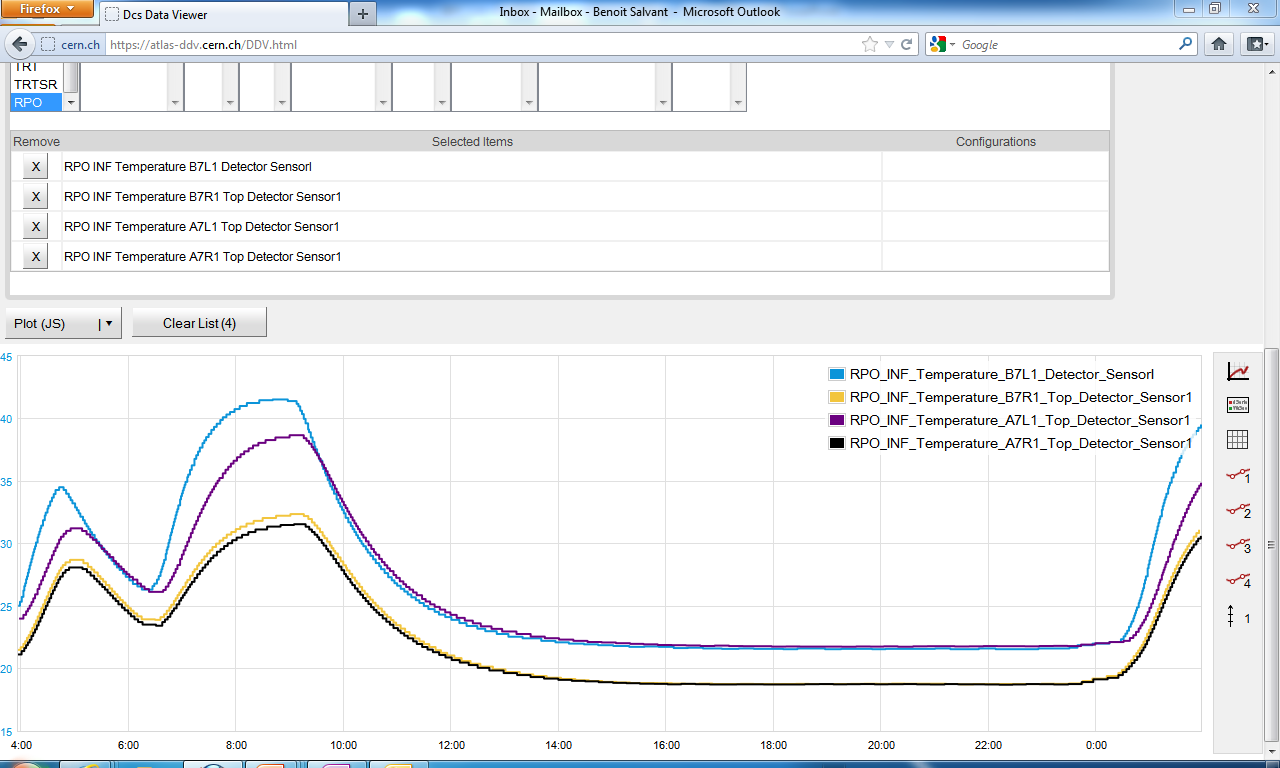 Firefox
Dcs Data Viewer
Inbox - Mailbox - Benoit Salvant - Microsoft Outlook
cern.ch
https://atlas-ddv.cern.ch/DDV.html
Google
TRT
TRTSR
RPO
Remove Selected Items Configurations
X RPO INF Temperature B7L1 Detector Sensorl
X RPO INF Temperature B7R1 Top Detector Sensor1
X RPO INF Temperature A7L1 Top Detector Sensor1
X RPO INF Temperature A7R1 Top Detector Sensor1
Plot (JS) Clear List (4)
RPO_INF_Temperature_B7L1_Detector_Sensorl
RPO_INF_Temperature_B7R1_Top_Detector_Sensor1
RPO_INF_Temperature_A7L1_Top_Detector_Sensor1
RPO_INF_Temperature_A7R1_Top_Detector_Sensor1
45
40
35
30
25
20
15
4:00 6:00 8:00 10:00 12:00 14:00 16:00 18:00 20:00 22:00 0:00
1
2
3
4
1